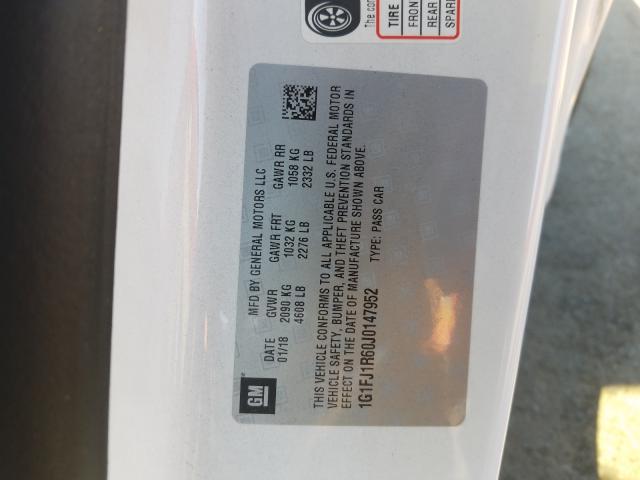 MFD BY GENERAL MOTORS LLC
DATE GVWR GAWR FRT GAWR RR
01/18 2090 KG 1032 KG 1058 KG
4608 LB 2276 LB 2332 LB
GM
THIS VEHICLE CONFORMS TO ALL APPLICABLE U.S. FEDERAL MOTOR
VEHICLE SAFETY, BUMPER, AND THEFT PREVENTION STANDARDS IN
EFFECT ON THE DATE OF MANUFACTURE SHOWN ABOVE.
1G1FJ1R60J0147952 TYPE: PASS CAR
The con
TIRE
FRON
REAR
SPARE